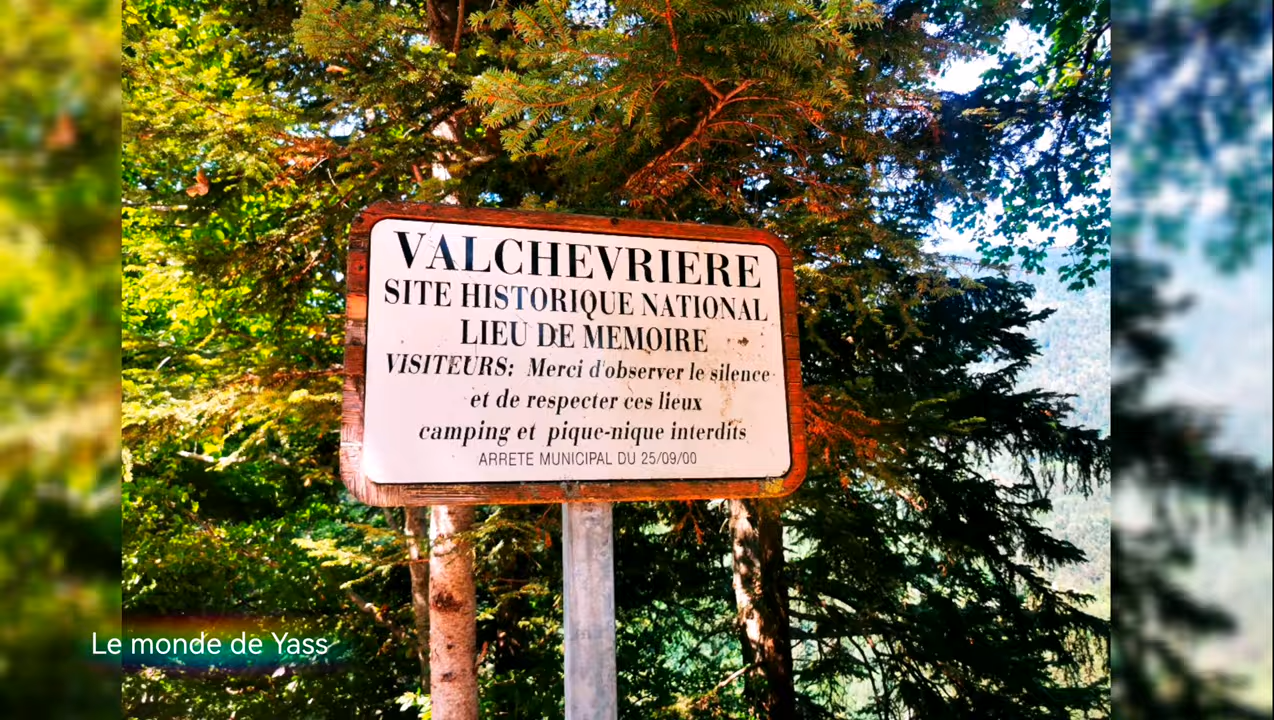 VALCHEVRIERE
SITE HISTORIQUE NATIONAL
LIEU DE MEMOIRE
VISITEURS: Merci d'observer le silence
et de respecter ces lieux
camping et pique-nique interdits
ARRETE MUNICIPAL DU 25/09/00
Le monde de Yass